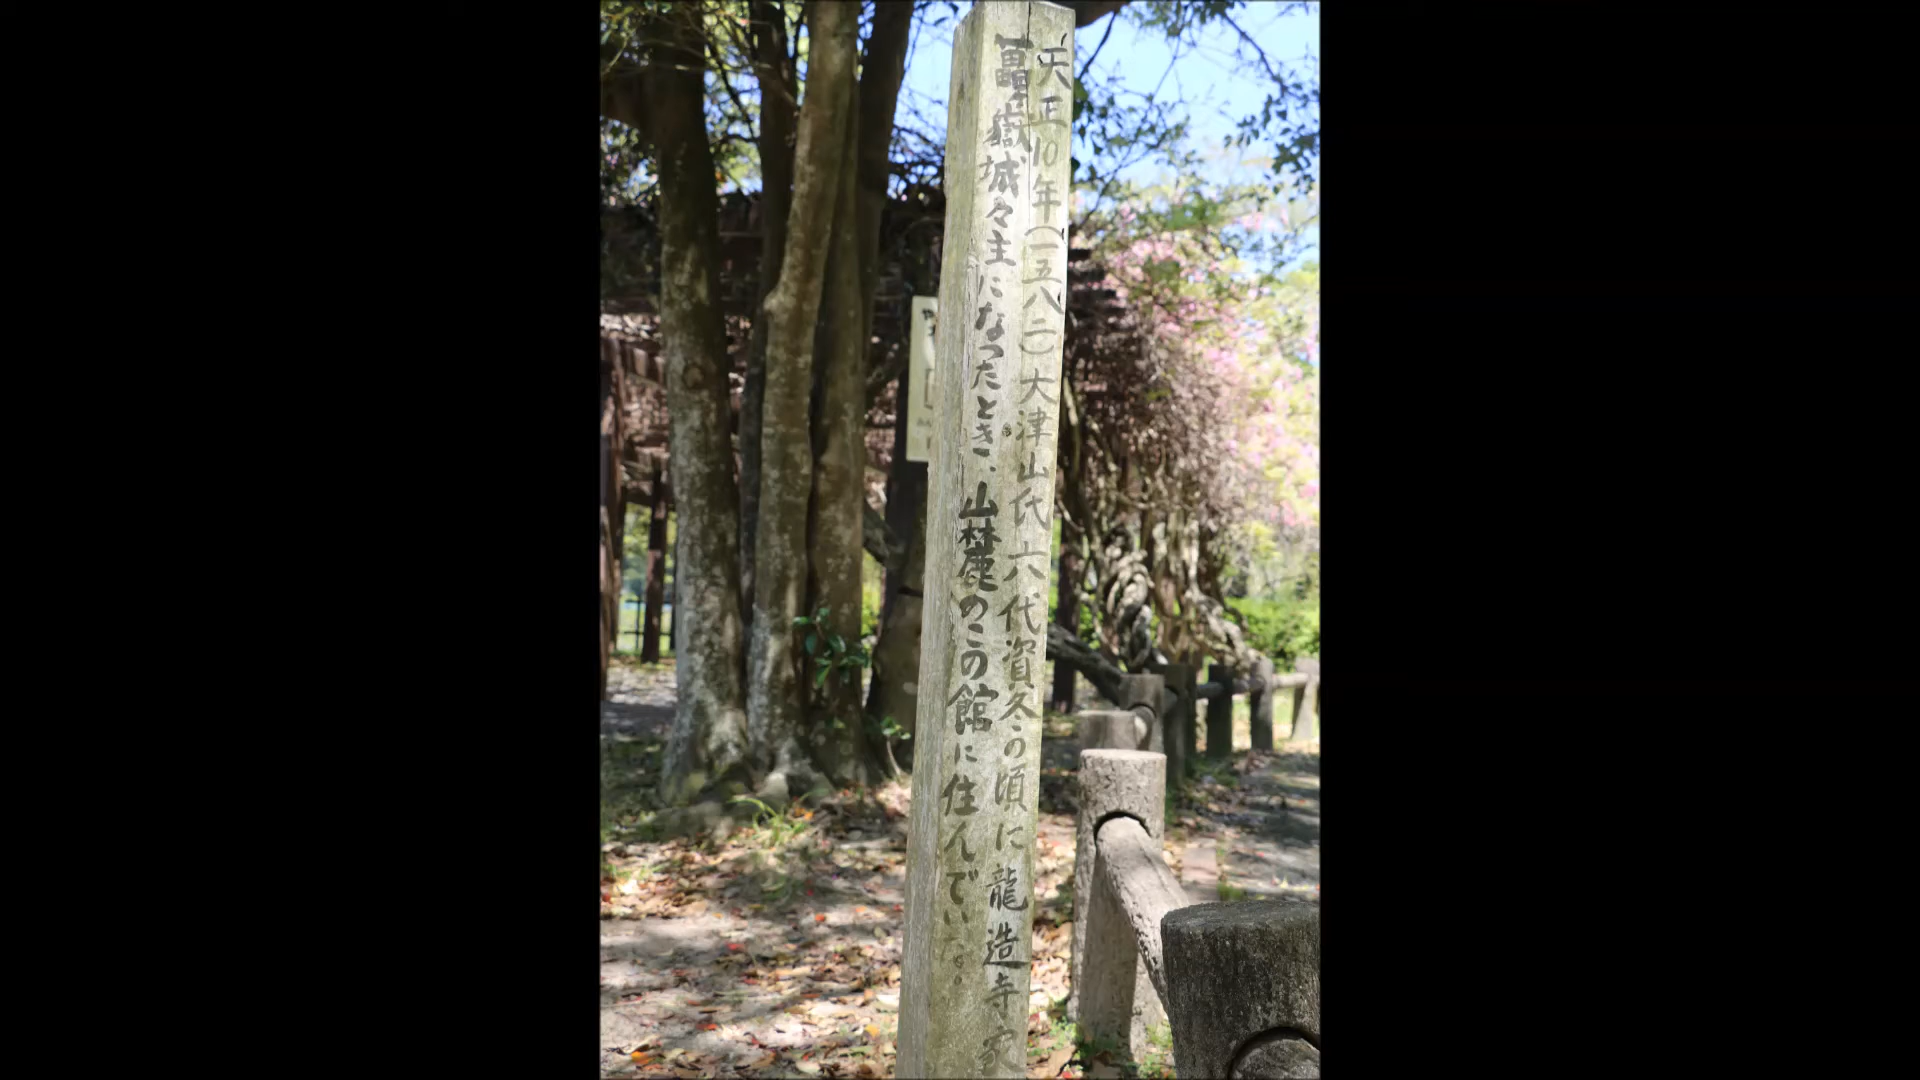 天正10年(一五八二)大津山氏六代資冬の頃に龍造寺家
藟嶽城々主になったとき、山麓のこの館に住んでいた。